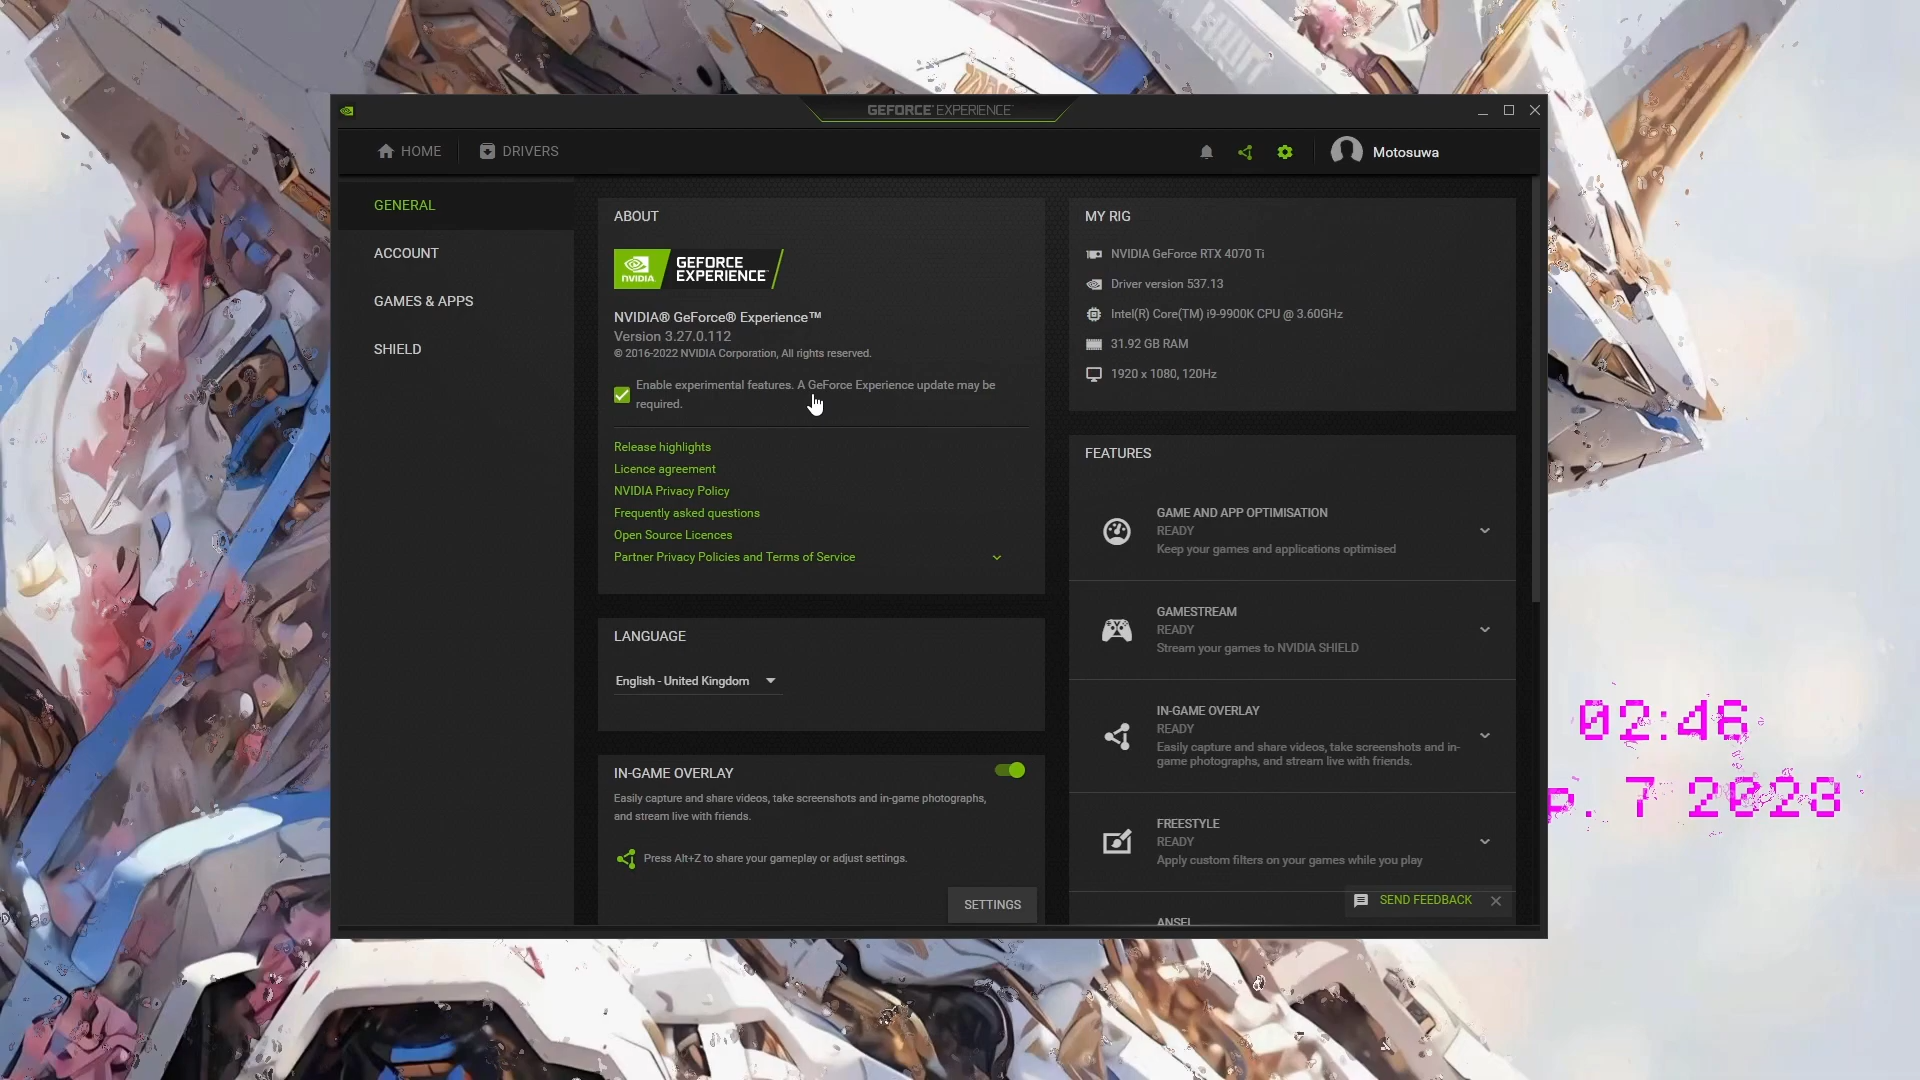 GEFORCE® EXPERIENCE™
HOME
DRIVERS
Motosuwa
GENERAL
ACCOUNT
GAMES & APPS
SHIELD
ABOUT
NVIDIA.
GEFORCE
EXPERIENCE™
NVIDIA® GeForce® Experience™
Version 3.27.0.112
© 2016-2022 NVIDIA Corporation, All rights reserved.
Enable experimental features. A GeForce Experience update may be
required.
Release highlights
Licence agreement
NVIDIA Privacy Policy
Frequently asked questions
Open Source Licences
Partner Privacy Policies and Terms of Service
LANGUAGE
English - United Kingdom
IN-GAME OVERLAY
Easily capture and share videos, take screenshots and in-game photographs,
and stream live with friends.
Press Alt+Z to share your gameplay or adjust settings.
SETTINGS
MY RIG
NVIDIA GeForce RTX 4070 Ti
Driver version 537.13
Intel(R) Core(TM) i9-9900K CPU @ 3.60GHz
31.92 GB RAM
1920 x 1080, 120Hz
FEATURES
GAME AND APP OPTIMISATION
READY
Keep your games and applications optimised
GAMESTREAM
READY
Stream your games to NVIDIA SHIELD
IN-GAME OVERLAY
READY
Easily capture and share videos, take screenshots and in-
game photographs, and stream live with friends.
FREESTYLE
READY
Apply custom filters on your games while you play
ANSEL
SEND FEEDBACK
02:46
p. 7 2023